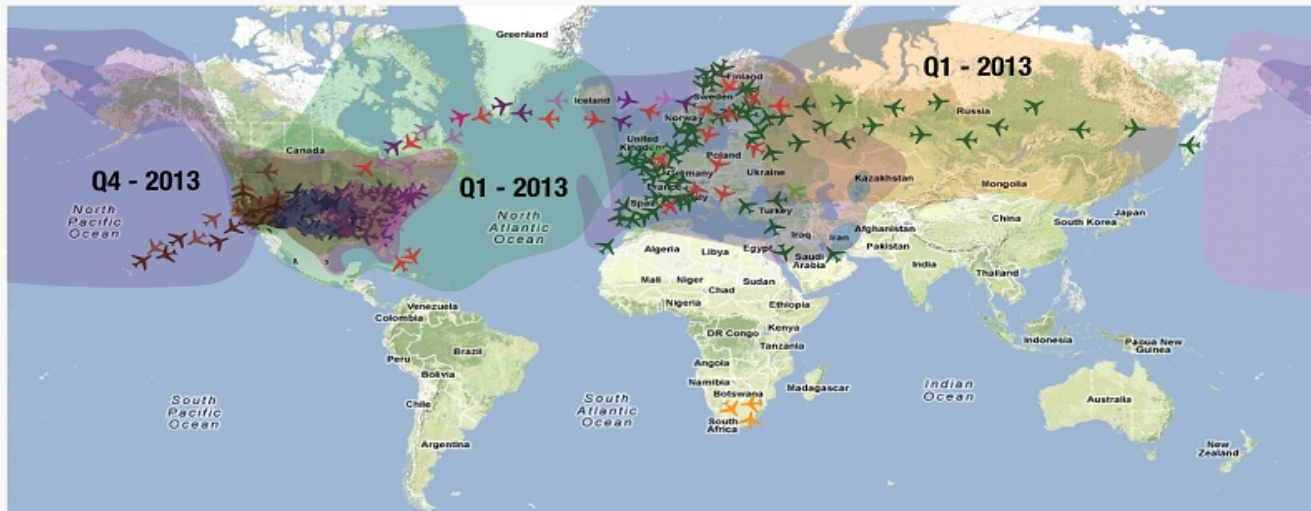 Greenland
Q1 - 2013
Finland
Iceland
Sweden
Russia
Norway
United
Kingdom
Canada
Poland
Q4 - 2013
Q1 - 2013
Germany
Ukraine
Kazakhstan
Mongolia
France
North
Pacific
Ocean
North
Atlantic
Ocean
Turkey
Japan
China
South Korea
Iraq
Iran
Afghanistan
Pakistan
Algeria
Libya
Egypt
Saudi
Arabia
India
Mali
Niger
Chad
Sudan
Thailand
Nigeria
Ethiopia
Venezuela
Colombia
DR Congo
Kenya
Tanzania
Indonesia
Papua New
Guinea
Peru
Brazil
Angola
Bolivia
Namibia
Botswana
Madagascar
Indian
Ocean
South
Pacific
Ocean
Chile
South
Atlantic
Ocean
South
Africa
Australia
Argentina
New
Zealand